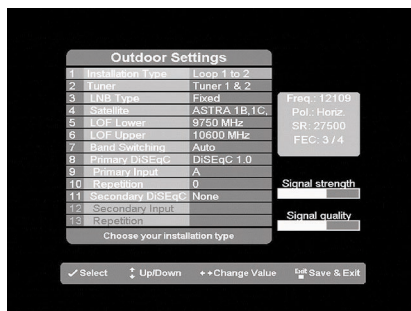 Outdoor Settings
1 Installation Type Loop 1 to 2
2 Tuner Tuner 1 & 2
3 LNB Type Fixed
4 Satellite ASTRA 1B,1C,
5 LOF Lower 9750 MHz
6 LOF Upper 10600 MHz
7 Band Switching Auto
8 Primary DiSEqC DiSEqC 1.0
9 Primary Input A
10 Repetition 0
11 Secondary DiSEqC None
12 Secondary Input
13 Repetition
Choose your installation type
Freq.: 12109
Pol.: Horiz.
SR: 27500
FEC: 3 / 4
Signal strength
Signal quality
Select Up/Down Change Value Exit Save & Exit